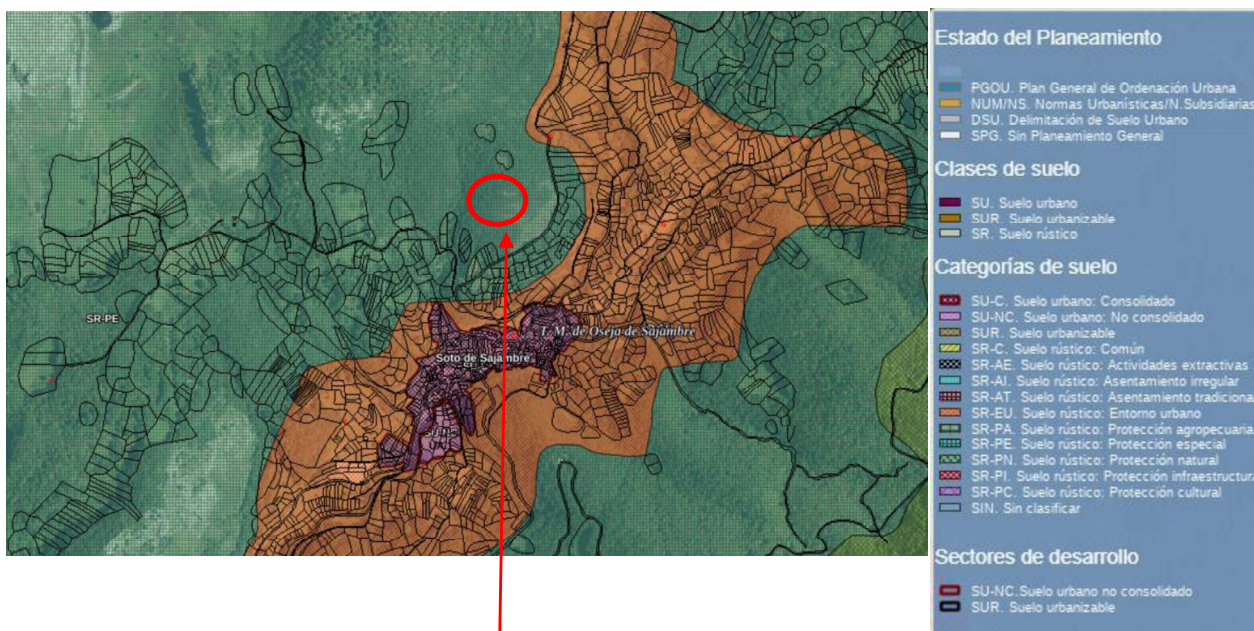 SR-PE
T. M. de Oseja de Sajambre
Soto de Sajambre
Estado del Planeamiento
PGOU. Plan General de Ordenación Urbana
NUM/NS. Normas Urbanísticas/N.Subsidiarias
DSU. Delimitación de Suelo Urbano
SPG. Sin Planeamiento General
Clases de suelo
SU. Suelo urbano
SUR. Suelo urbanizable
SR. Suelo rústico
Categorías de suelo
SU-C. Suelo urbano: Consolidado
SU-NC. Suelo urbano: No consolidado
SUR. Suelo urbanizable
SR-C. Suelo rústico: Común
SR-AE. Suelo rústico: Actividades extractivas
SR-AI. Suelo rústico: Asentamiento irregular
SR-AT. Suelo rústico: Asentamiento tradiciona
SR-EU. Suelo rústico: Entorno urbano
SR-PA. Suelo rústico: Protección agropecuaria
SR-PE. Suelo rústico: Protección especial
SR-PN. Suelo rústico: Protección natural
SR-PI. Suelo rústico: Protección infraestructura
SR-PC. Suelo rústico: Protección cultural
SIN. Sin clasificar
Sectores de desarrollo
SU-NC.Suelo urbano no consolidado
SUR. Suelo urbanizable